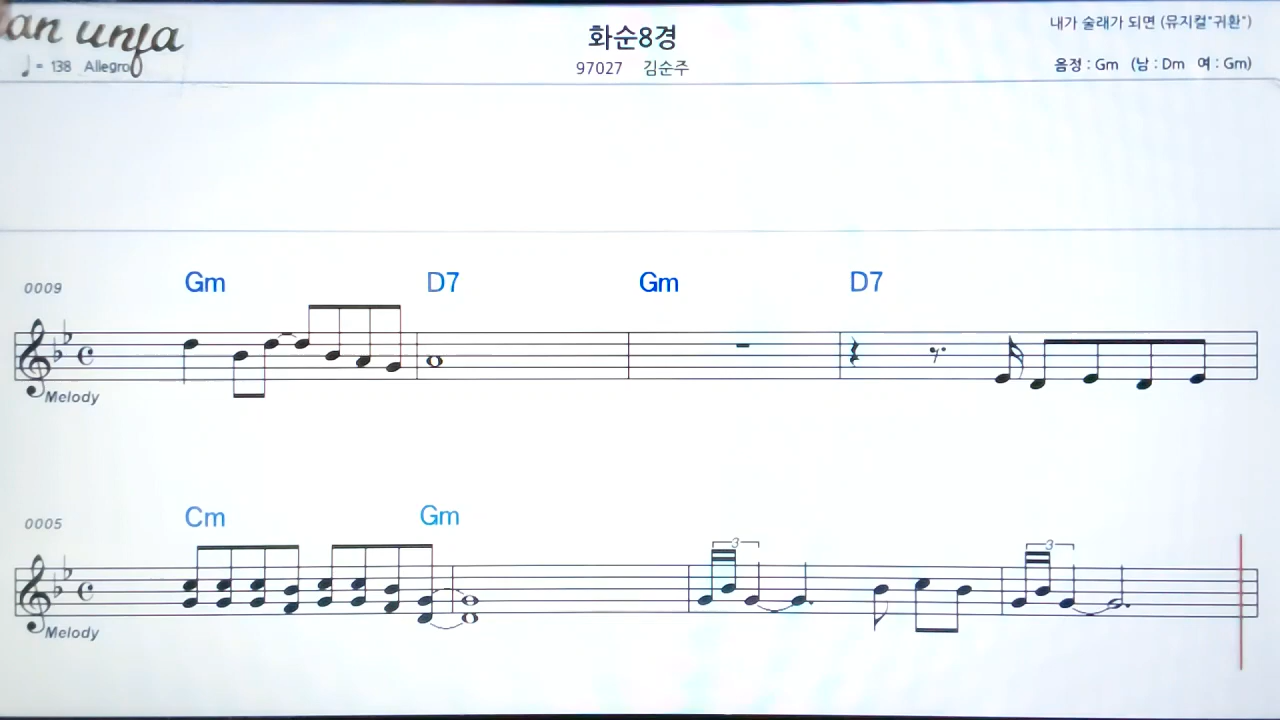 an unfa
화순8경
내가 술래가 되면 (뮤지컬"귀환")
♩ = 138 Allegro
97027 김순주
음정 : Gm (남 : Dm 여 : Gm)
0009
Gm D7 Gm D7
Melody
0005
Cm Gm
3 3
Melody